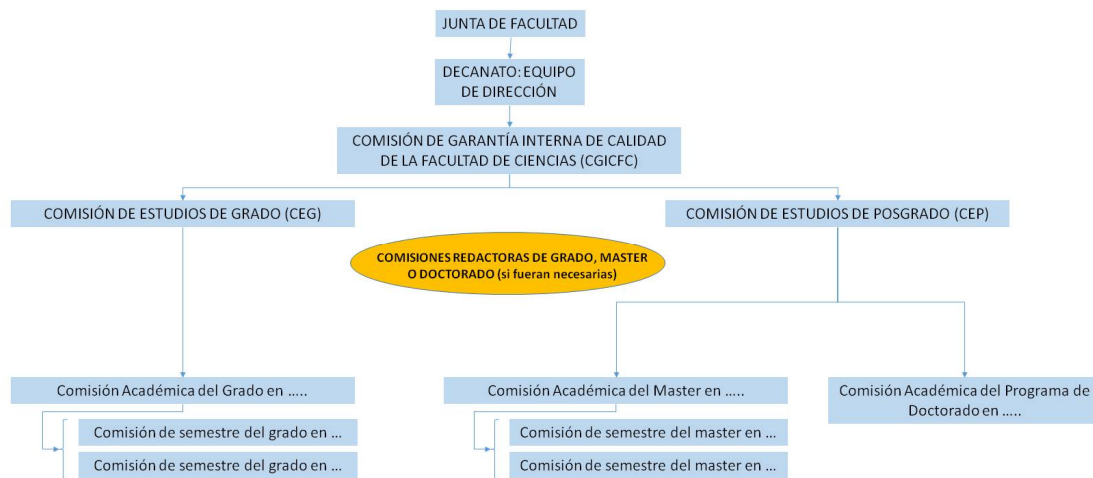 JUNTA DE FACULTAD
DECANATO: EQUIPO
DE DIRECCIÓN
COMISIÓN DE GARANTÍA INTERNA DE CALIDAD
DE LA FACULTAD DE CIENCIAS (CGICFC)
COMISIÓN DE ESTUDIOS DE GRADO (CEG)
COMISIÓN DE ESTUDIOS DE POSGRADO (CEP)
COMISIONES REDACTORAS DE GRADO, MASTER
O DOCTORADO (si fueran necesarias)
Comisión Académica del Grado en …..
Comisión de semestre del grado en …
Comisión de semestre del grado en …
Comisión Académica del Master en …..
Comisión de semestre del master en …
Comisión de semestre del master en …
Comisión Académica del Programa de
Doctorado en …..